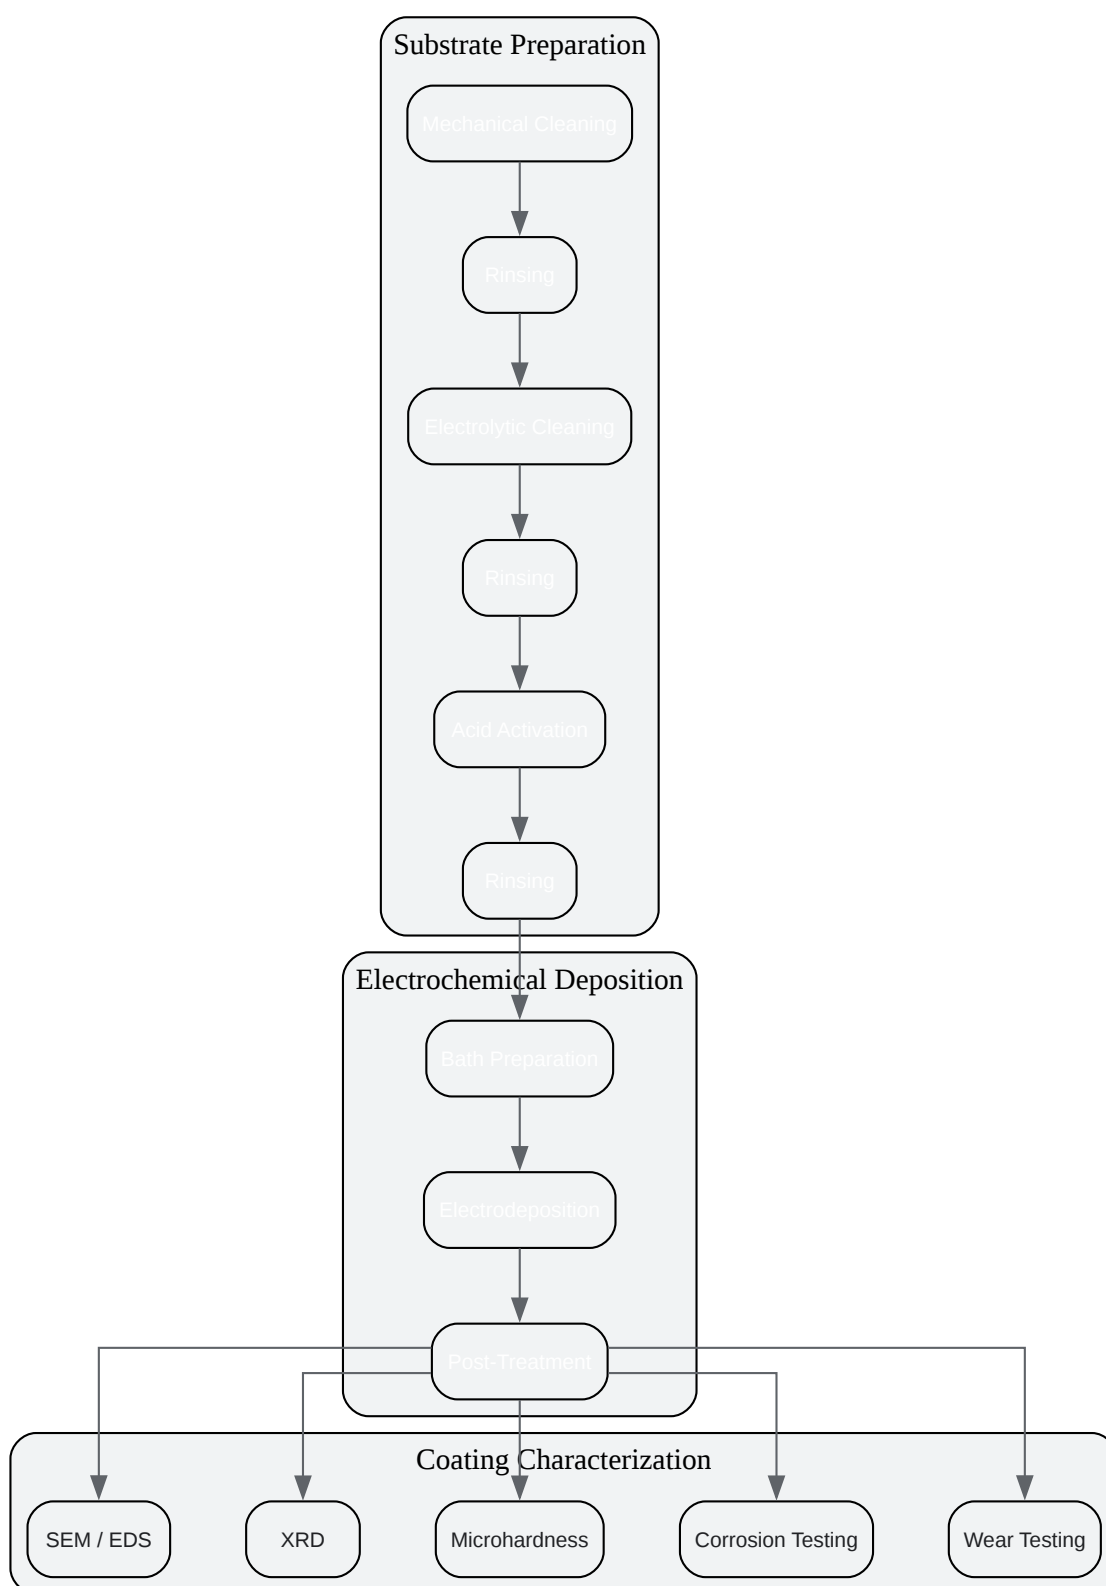 Substrate Preparation
Mechanical Cleaning
Rinsing
Electrolytic Cleaning
Rinsing
Acid Activation
Rinsing
Electrochemical Deposition
Bath Preparation
Electrodeposition
Post-Treatment
Coating Characterization
SEM / EDS
XRD
Microhardness
Corrosion Testing
Wear Testing